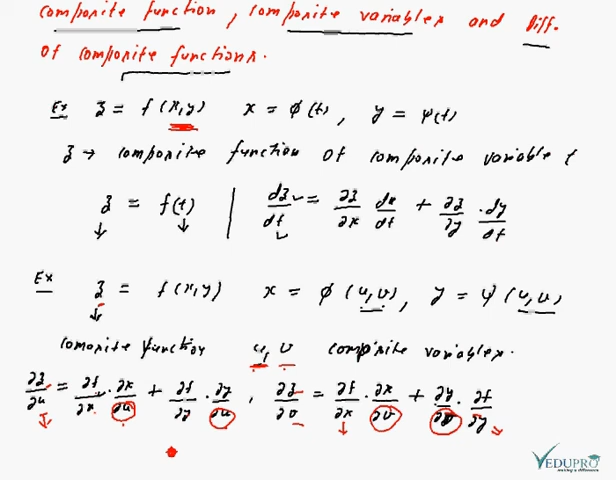 Composite function, composite variables and Diff.
Of composite functions.
Ex z = f(x,y) x = φ(t), y = ψ(t)
z → composite function of composite variable t
z = f(t) | dz/dt = ∂z/∂x dx/dt + ∂z/∂y . dy/dt
Ex z = f(x,y) x = φ(u,v), y = ψ(u,v)
composite function u, v composite variables.
∂z/∂u = ∂f/∂x . ∂x/∂u + ∂f/∂y . ∂y/∂u , ∂z/∂v = ∂f/∂x . ∂x/∂v + ∂y/∂v . ∂f/∂y
VEDUPRO